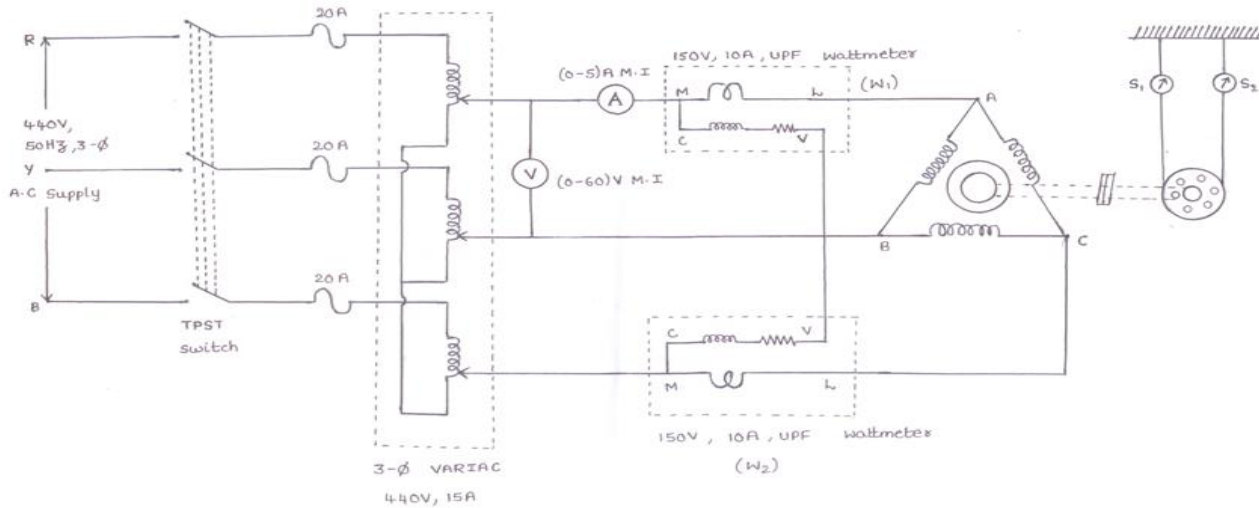 R
440V,
50Hz, 3-Ø
Y
A.C Supply
B
TPST
Switch
20A
20A
20A
3-Ø VARIAC
440V, 15A
(0-5)A M.I
A
V
(0-60)V M.I
150V, 10A, UPF Wattmeter
(W1)
M
L
C
V
C
V
M
L
150V, 10A, UPF Wattmeter
(W2)
A
B
C
S1
S2